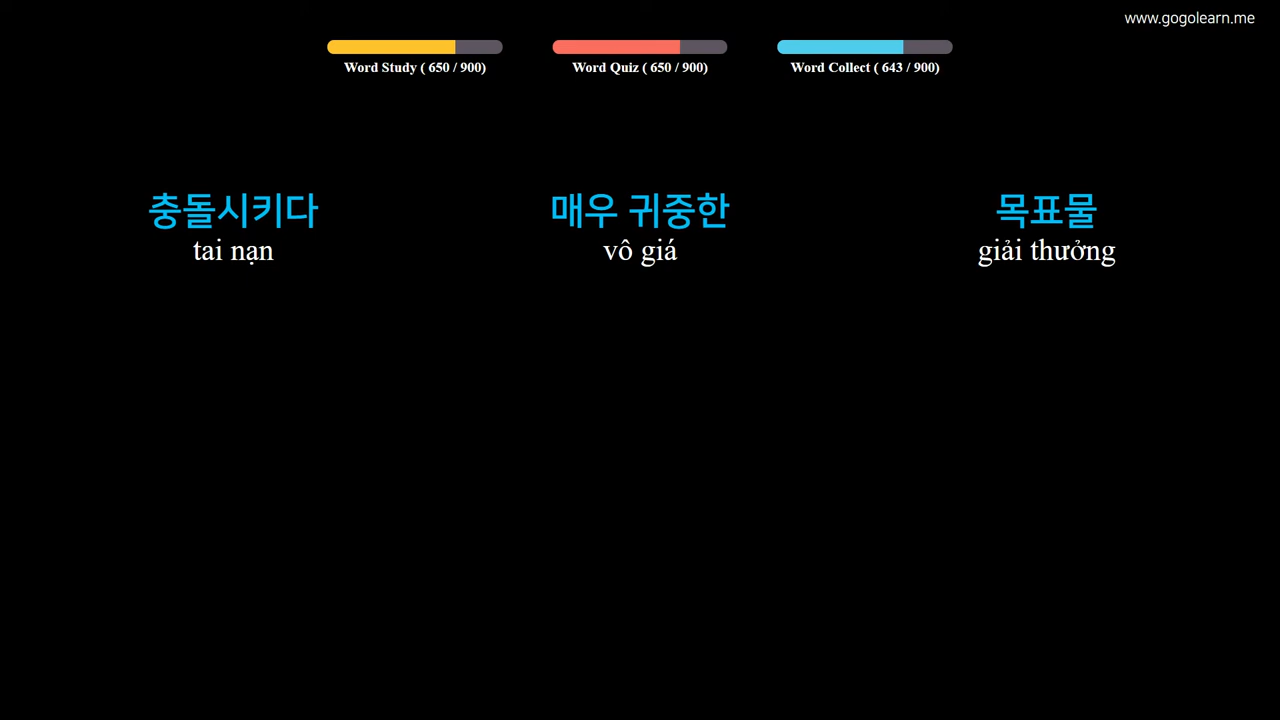 www.gogolearn.me
Word Study ( 650 / 900)
Word Quiz ( 650 / 900)
Word Collect ( 643 / 900)
충돌시키다
tai nạn
매우 귀중한
vô giá
목표물
giải thưởng